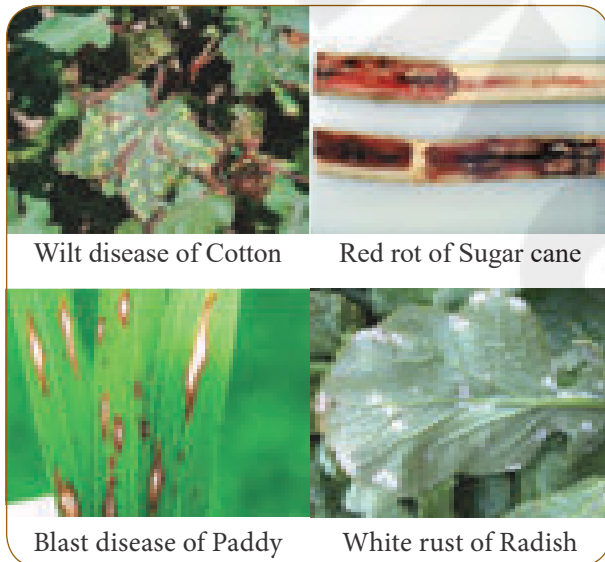 Wilt disease of Cotton
Red rot of Sugar cane
Blast disease of Paddy
White rust of Radish